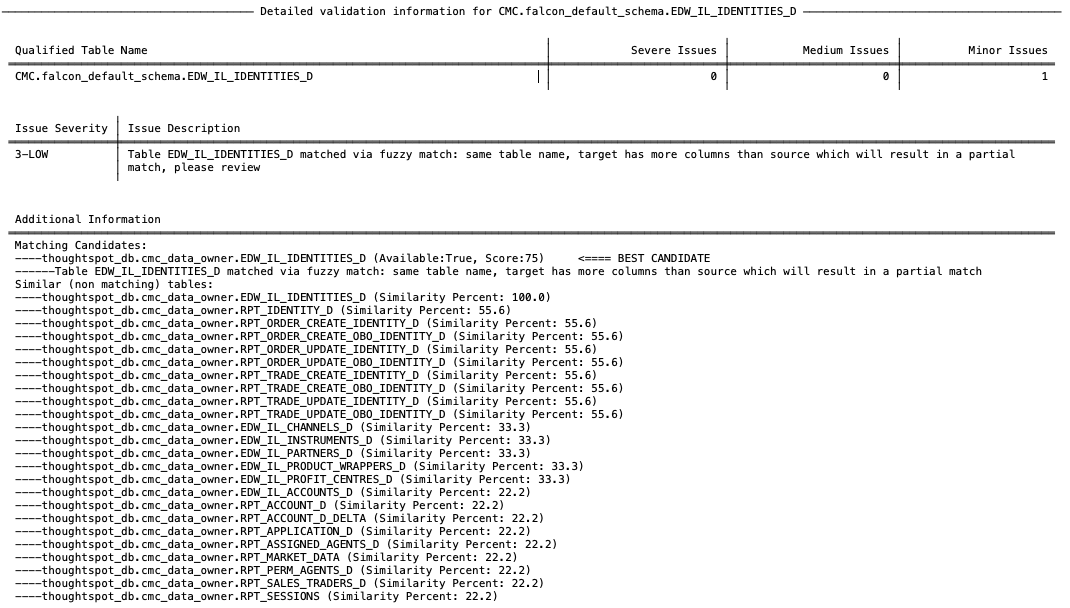 Detailed validation information for CMC.falcon_default_schema.EDW_IL_IDENTITIES_D
Qualified Table Name Severe Issues Medium Issues Minor Issues
CMC.falcon_default_schema.EDW_IL_IDENTITIES_D 0 0 1
Issue Severity Issue Description
3-LOW Table EDW_IL_IDENTITIES_D matched via fuzzy match: same table name, target has more columns than source which will result in a partial
match, please review
Additional Information
Matching Candidates:
----thoughtspot_db.cmc_data_owner.EDW_IL_IDENTITIES_D (Available:True, Score:75) <==== BEST CANDIDATE
------Table EDW_IL_IDENTITIES_D matched via fuzzy match: same table name, target has more columns than source which will result in a partial match
Similar (non matching) tables:
----thoughtspot_db.cmc_data_owner.EDW_IL_IDENTITIES_D (Similarity Percent: 100.0)
----thoughtspot_db.cmc_data_owner.RPT_IDENTITY_D (Similarity Percent: 55.6)
----thoughtspot_db.cmc_data_owner.RPT_ORDER_CREATE_IDENTITY_D (Similarity Percent: 55.6)
----thoughtspot_db.cmc_data_owner.RPT_ORDER_CREATE_OBO_IDENTITY_D (Similarity Percent: 55.6)
----thoughtspot_db.cmc_data_owner.RPT_ORDER_UPDATE_IDENTITY_D (Similarity Percent: 55.6)
----thoughtspot_db.cmc_data_owner.RPT_ORDER_UPDATE_OBO_IDENTITY_D (Similarity Percent: 55.6)
----thoughtspot_db.cmc_data_owner.RPT_TRADE_CREATE_IDENTITY_D (Similarity Percent: 55.6)
----thoughtspot_db.cmc_data_owner.RPT_TRADE_CREATE_OBO_IDENTITY_D (Similarity Percent: 55.6)
----thoughtspot_db.cmc_data_owner.RPT_TRADE_UPDATE_IDENTITY_D (Similarity Percent: 55.6)
----thoughtspot_db.cmc_data_owner.RPT_TRADE_UPDATE_OBO_IDENTITY_D (Similarity Percent: 55.6)
----thoughtspot_db.cmc_data_owner.EDW_IL_CHANNELS_D (Similarity Percent: 33.3)
----thoughtspot_db.cmc_data_owner.EDW_IL_INSTRUMENTS_D (Similarity Percent: 33.3)
----thoughtspot_db.cmc_data_owner.EDW_IL_PARTNERS_D (Similarity Percent: 33.3)
----thoughtspot_db.cmc_data_owner.EDW_IL_PRODUCT_WRAPPERS_D (Similarity Percent: 33.3)
----thoughtspot_db.cmc_data_owner.EDW_IL_PROFIT_CENTRES_D (Similarity Percent: 33.3)
----thoughtspot_db.cmc_data_owner.EDW_IL_ACCOUNTS_D (Similarity Percent: 22.2)
----thoughtspot_db.cmc_data_owner.RPT_ACCOUNT_D (Similarity Percent: 22.2)
----thoughtspot_db.cmc_data_owner.RPT_ACCOUNT_D_DELTA (Similarity Percent: 22.2)
----thoughtspot_db.cmc_data_owner.RPT_APPLICATION_D (Similarity Percent: 22.2)
----thoughtspot_db.cmc_data_owner.RPT_ASSIGNED_AGENTS_D (Similarity Percent: 22.2)
----thoughtspot_db.cmc_data_owner.RPT_MARKET_DATA (Similarity Percent: 22.2)
----thoughtspot_db.cmc_data_owner.RPT_PERM_AGENTS_D (Similarity Percent: 22.2)
----thoughtspot_db.cmc_data_owner.RPT_SALES_TRADERS_D (Similarity Percent: 22.2)
----thoughtspot_db.cmc_data_owner.RPT_SESSIONS (Similarity Percent: 22.2)